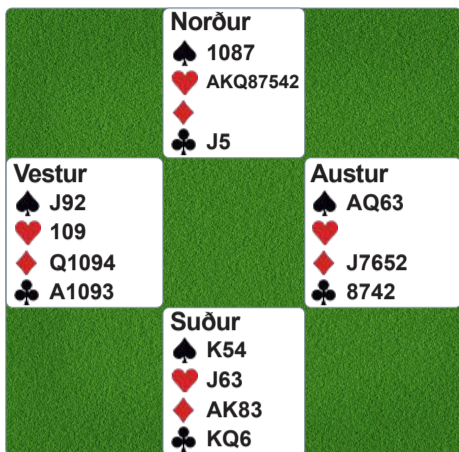 Norður
♠ 1087
♥ AKQ87542
♦
♣ J5
Vestur
♠ J92
♥ 109
♦ Q1094
♣ A1093
Austur
♠ AQ63
♥
♦ J7652
♣ 8742
Suður
♠ K54
♥ J63
♦ AK83
♣ KQ6